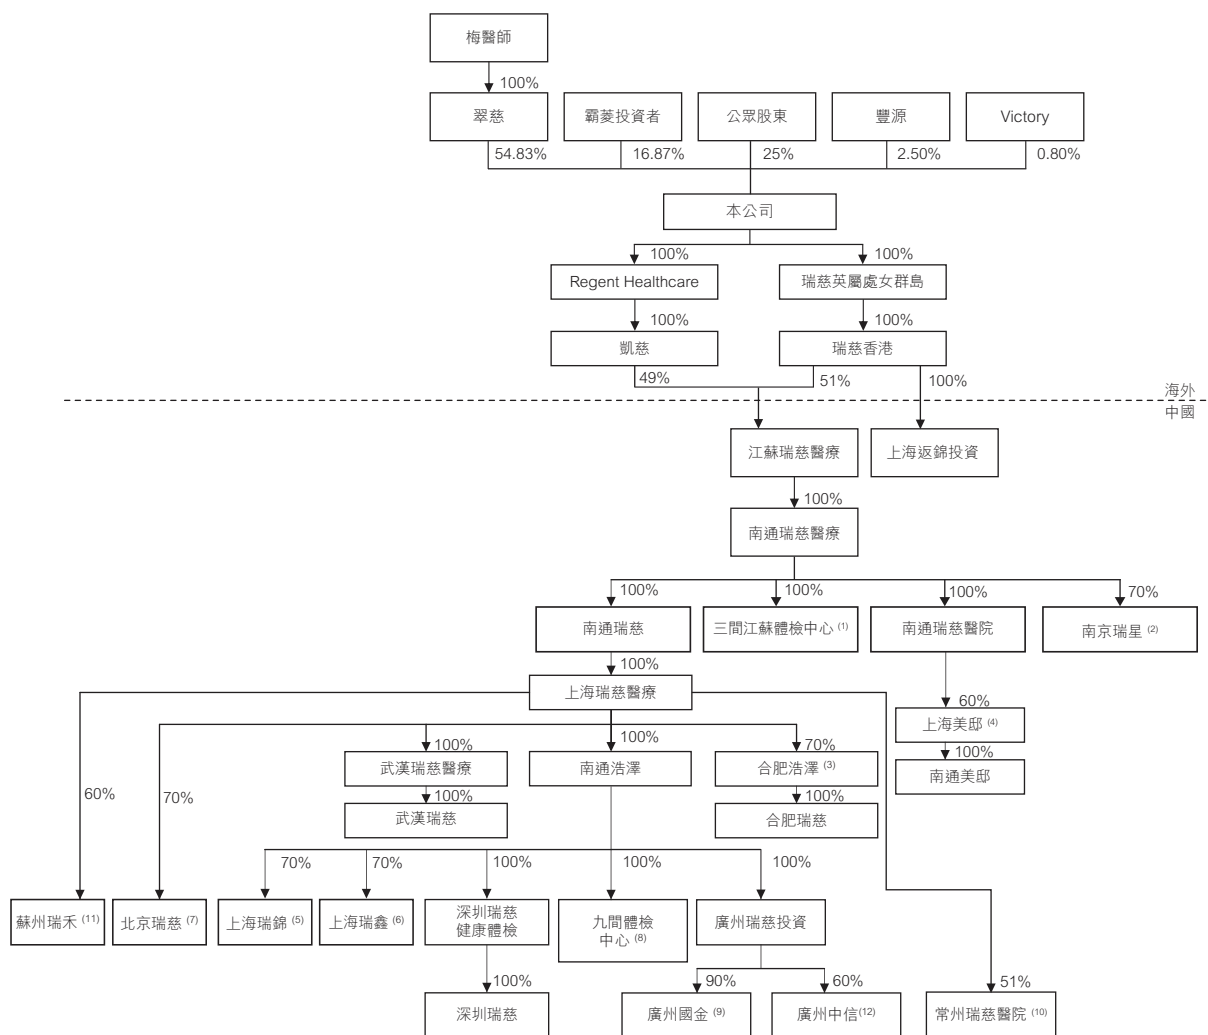 梅醫師
100%
翠慈
霸菱投資者
公眾股東
豐源
Victory
54.83%
16.87%
25%
2.50%
0.80%
本公司
100%
100%
Regent Healthcare
瑞慈英屬處女群島
100%
100%
凱慈
瑞慈香港
49%
51%
100%
海外
中國
江蘇瑞慈醫療
上海返錦投資
100%
南通瑞慈醫療
100%
100%
100%
70%
南通瑞慈
三間江蘇體檢中心 (1)
南通瑞慈醫院
南京瑞星 (2)
100%
上海瑞慈醫療
60%
上海美邸 (4)
100%
100%
70%
100%
武漢瑞慈醫療
南通浩澤
合肥浩澤 (3)
南通美邸
60%
70%
100%
100%
武漢瑞慈
合肥瑞慈
70%
70%
100%
100%
100%
蘇州瑞禾 (11)
北京瑞慈 (7)
上海瑞錦 (5)
上海瑞鑫 (6)
深圳瑞慈
健康體檢
九間體檢
中心 (8)
廣州瑞慈投資
100%
90%
60%
51%
深圳瑞慈
廣州國金 (9)
廣州中信(12)
常州瑞慈醫院 (10)